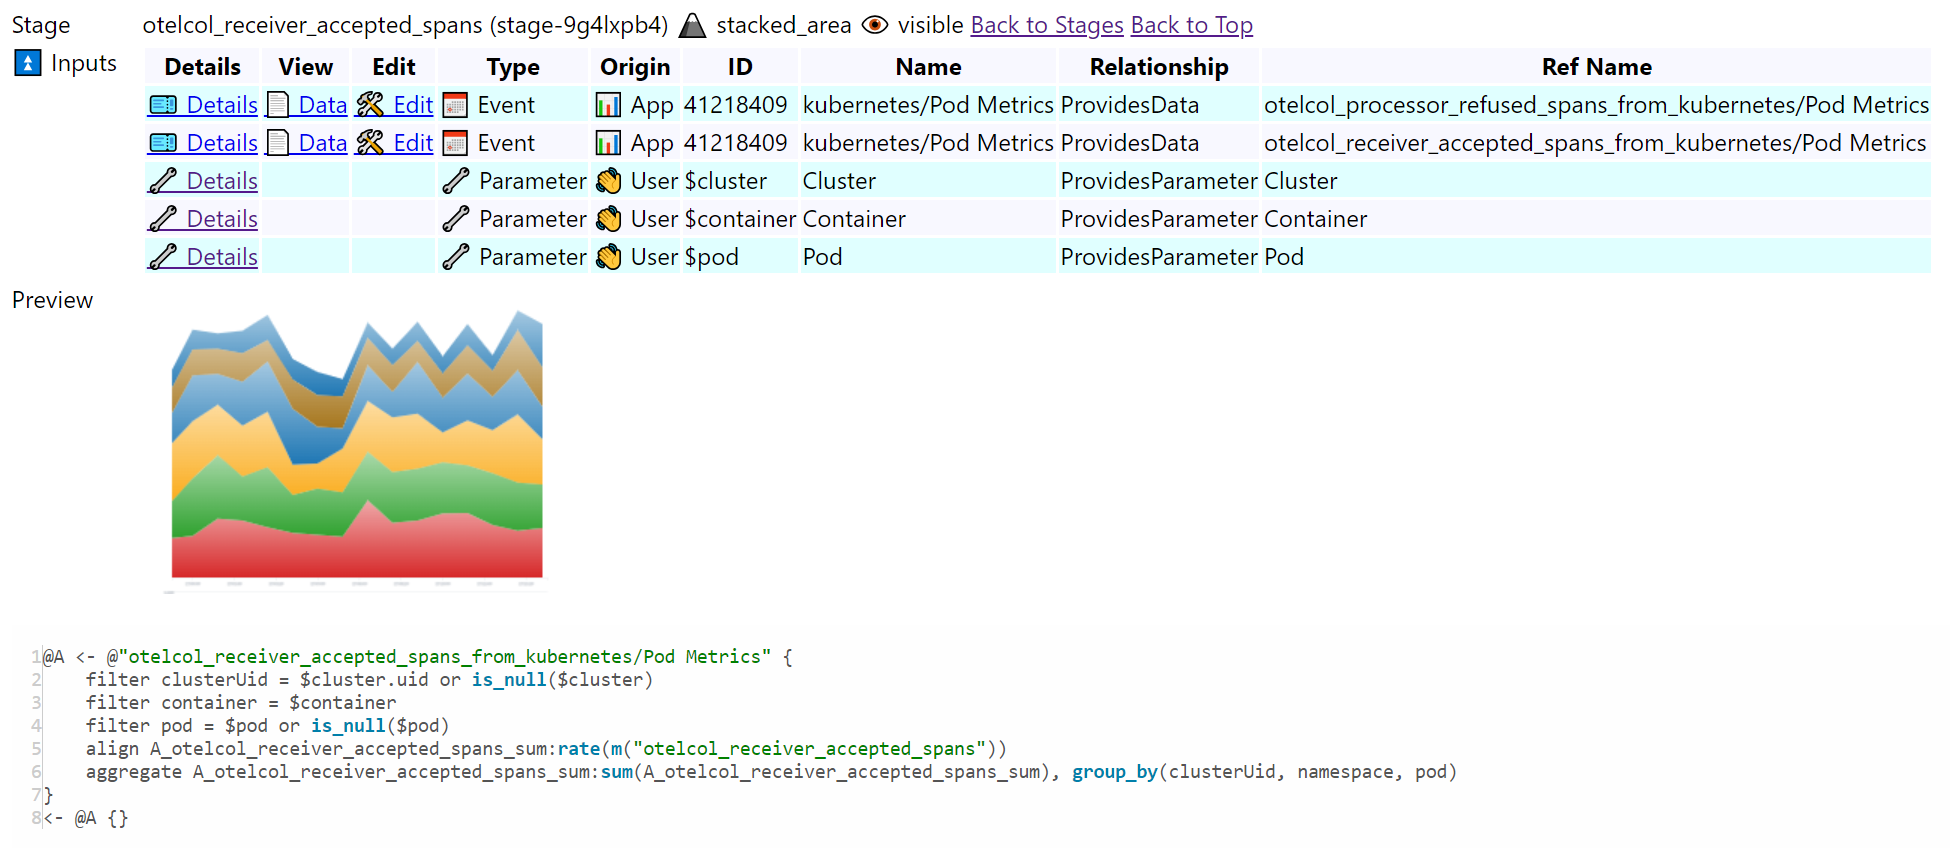 Stage otelcol_receiver_accepted_spans (stage-9g4lxpb4) stacked_area visible Back to Stages Back to Top
Inputs Details View Edit Type Origin ID Name Relationship Ref Name
Details Data Edit Event App 41218409 kubernetes/Pod Metrics ProvidesData otelcol_processor_refused_spans_from_kubernetes/Pod Metrics
Details Data Edit Event App 41218409 kubernetes/Pod Metrics ProvidesData otelcol_receiver_accepted_spans_from_kubernetes/Pod Metrics
Details Parameter User $cluster Cluster ProvidesParameter Cluster
Details Parameter User $container Container ProvidesParameter Container
Details Parameter User $pod Pod ProvidesParameter Pod
Preview
1 @A <- @"otelcol_receiver_accepted_spans_from_kubernetes/Pod Metrics" {
2     filter clusterUid = $cluster.uid or is_null($cluster)
3     filter container = $container
4     filter pod = $pod or is_null($pod)
5     align A_otelcol_receiver_accepted_spans_sum:rate(m("otelcol_receiver_accepted_spans"))
6     aggregate A_otelcol_receiver_accepted_spans_sum:sum(A_otelcol_receiver_accepted_spans_sum), group_by(clusterUid, namespace, pod)
7 }
8 <- @A {}